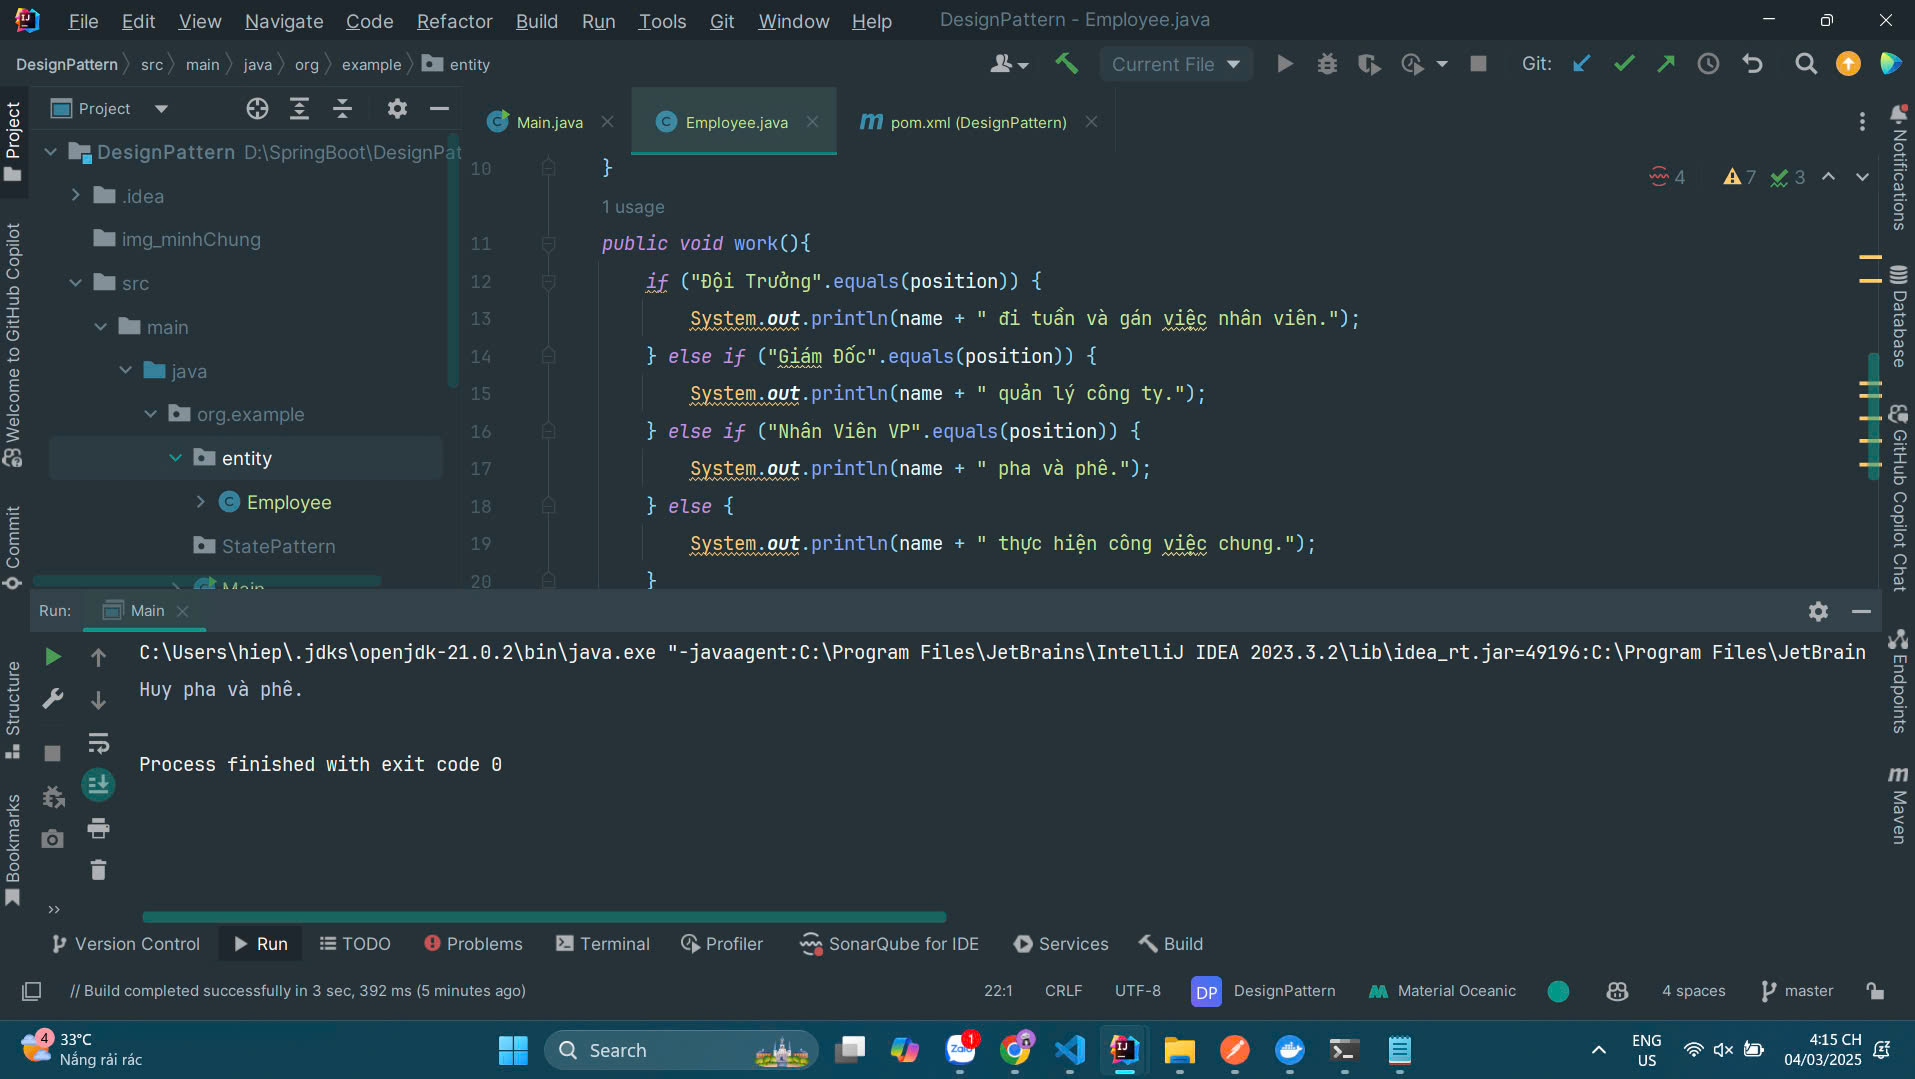 File Edit View Navigate Code Refactor Build Run Tools Git Window Help DesignPattern - Employee.java
DesignPattern src main java org example entity Current File Git:
Project
Main.java Employee.java pom.xml (DesignPattern)
DesignPattern D:\SpringBoot\DesignPat
.idea
img_minhChung
src
main
java
org.example
entity
Employee
StatePattern
Main
4 7 3
10 }
1 usage
11 public void work(){
12 if ("Đội Trưởng".equals(position)) {
13 System.out.println(name + " đi tuần và gán việc nhân viên.");
14 } else if ("Giám Đốc".equals(position)) {
15 System.out.println(name + " quản lý công ty.");
16 } else if ("Nhân Viên VP".equals(position)) {
17 System.out.println(name + " pha và phê.");
18 } else {
19 System.out.println(name + " thực hiện công việc chung.");
20 }
Project
Welcome to GitHub Copilot
Commit
Structure
Bookmarks
Notifications
Database
GitHub Copilot Chat
Endpoints
m Maven
Run: Main
C:\Users\hiep\.jdks\openjdk-21.0.2\bin\java.exe "-javaagent:C:\Program Files\JetBrains\IntelliJ IDEA 2023.3.2\lib\idea_rt.jar=49196:C:\Program Files\JetBrain
Huy pha và phê.
Process finished with exit code 0
Version Control Run TODO Problems Terminal Profiler SonarQube for IDE Services Build
// Build completed successfully in 3 sec, 392 ms (5 minutes ago) 22:1 CRLF UTF-8 DP DesignPattern Material Oceanic 4 spaces master
4 33°C
Nắng rải rác
Search
Zalo 1
ENG
US
4:15 CH
04/03/2025